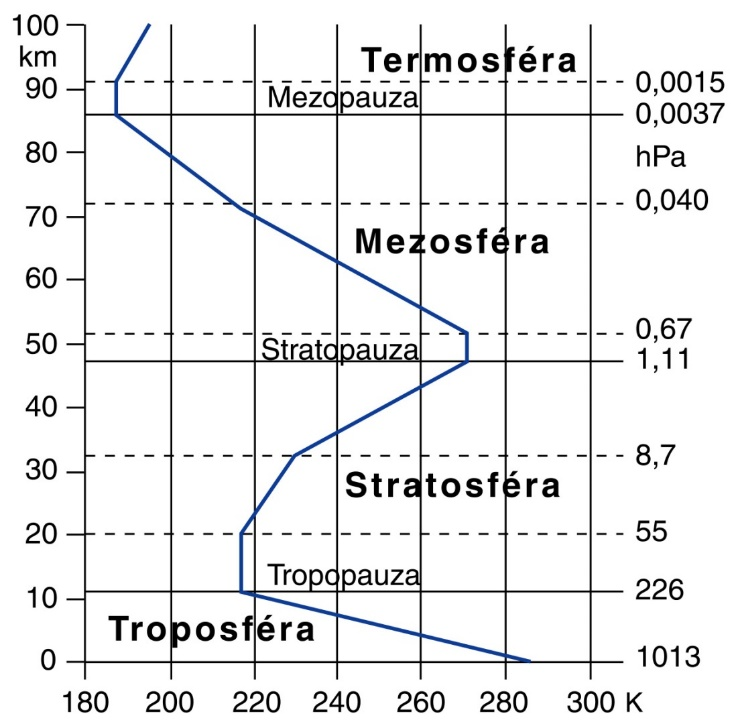 100
km
Termosféra
90
0,0015
Mezopauza
0,0037
80
hPa
70
0,040
Mezosféra
60
50
0,67
Stratopauza
1,11
40
30
8,7
Stratosféra
20
55
Tropopauza
10
226
Troposféra
0
1013
180 200 220 240 260 280 300 K